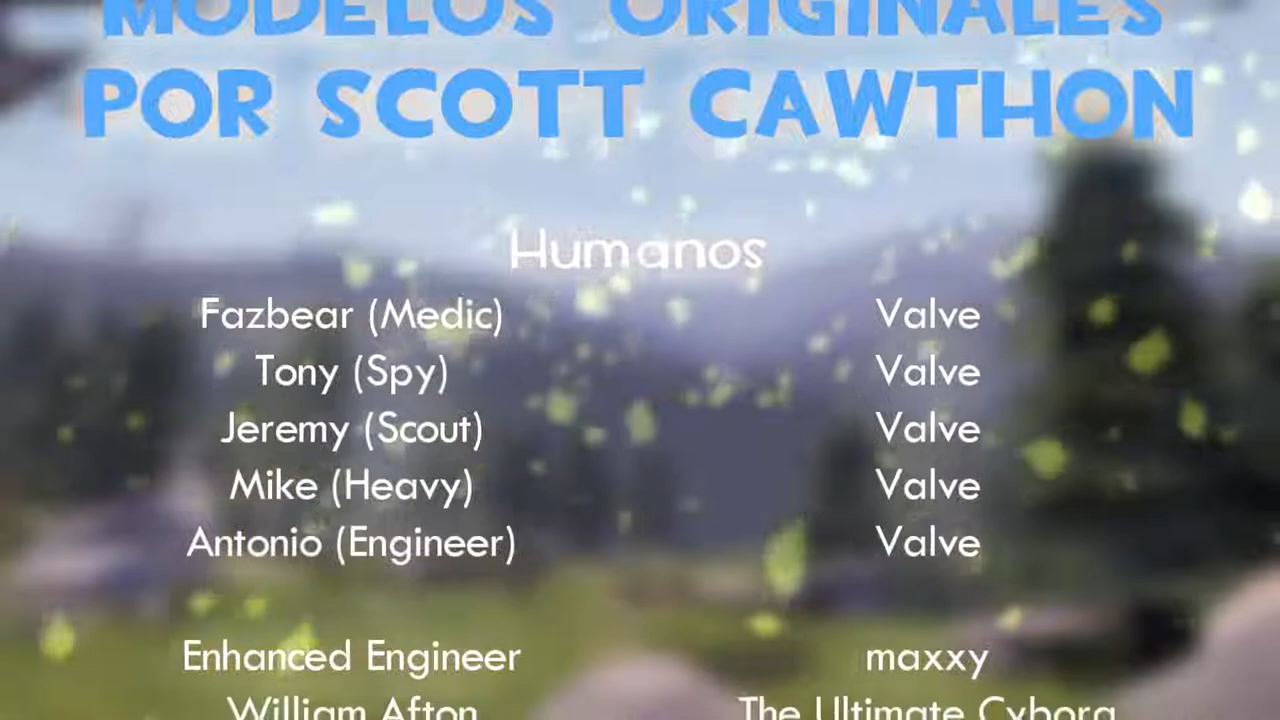 MODELOS ORIGINALES
POR SCOTT CAWTHON
Humanos
Fazbear (Medic) Valve
Tony (Spy) Valve
Jeremy (Scout) Valve
Mike (Heavy) Valve
Antonio (Engineer) Valve
Enhanced Engineer maxxy
William Afton The Ultimate Cyborg